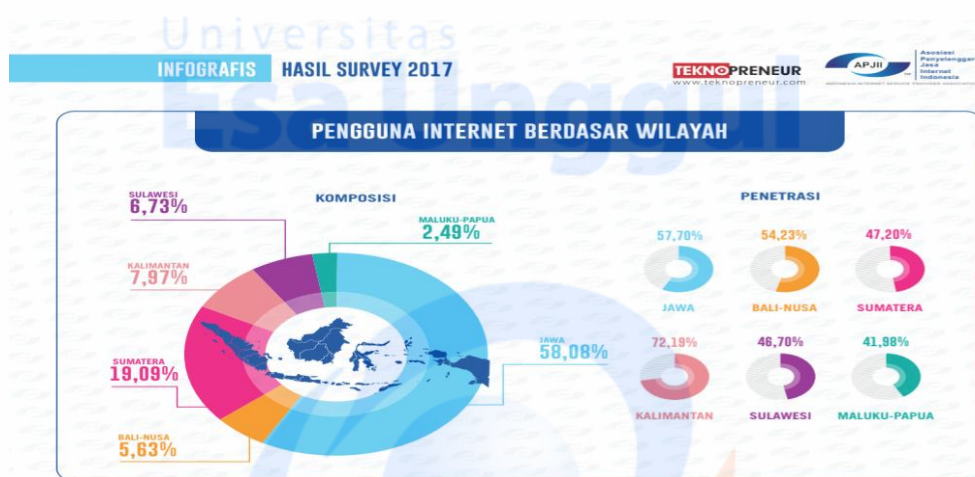 Universitas
Esa Unggul
INFOGRAFIS HASIL SURVEY 2017
TEKNOPRENEUR
www.teknopreneur.com
APJII
Asosiasi
Penyelenggara
Jasa
Internet
Indonesia
PENGGUNA INTERNET BERDASAR WILAYAH
KOMPOSISI
SULAWESI
6,73%
MALUKU-PAPUA
2,49%
KALIMANTAN
7,97%
JAWA
58,08%
SUMATERA
19,09%
BALI-NUSA
5,63%
PENETRASI
57,70% 54,23% 47,20%
JAWA BALI-NUSA SUMATERA
72,19% 46,70% 41,98%
KALIMANTAN SULAWESI MALUKU-PAPUA